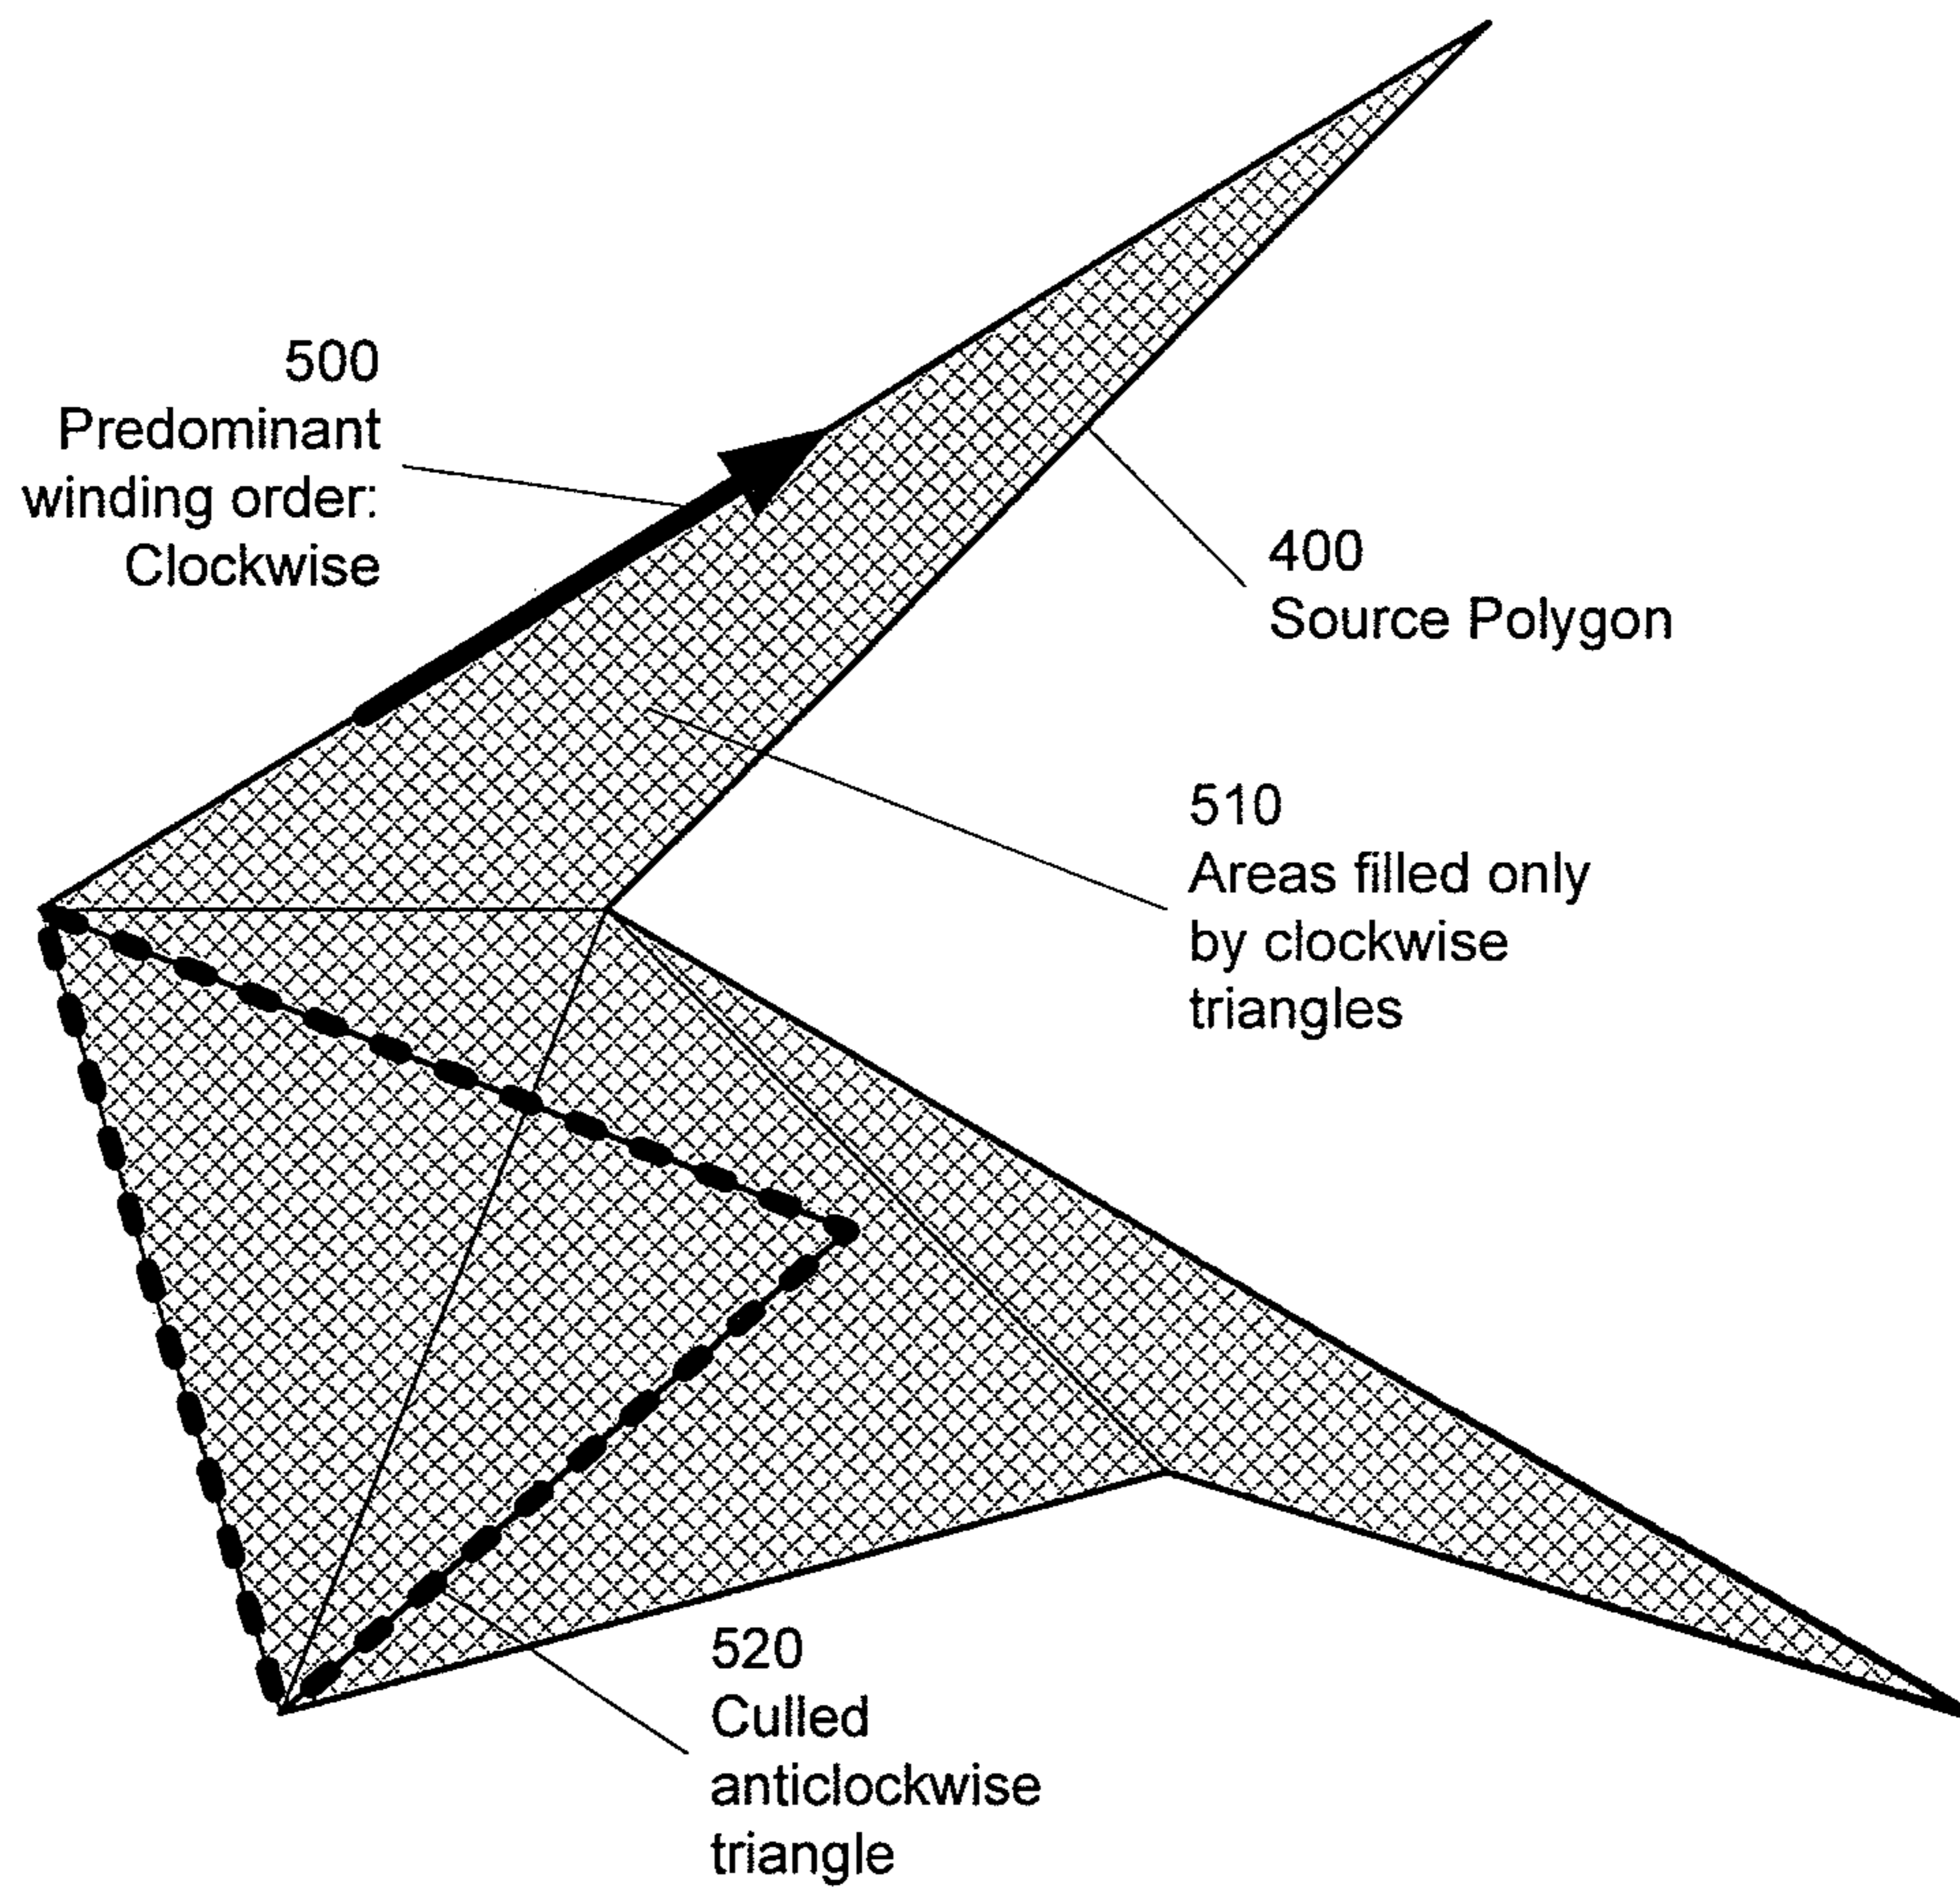 500
Predominant
winding order:
Clockwise
400
Source Polygon
510
Areas filled only
by clockwise
triangles
520
Culled
anticlockwise
triangle